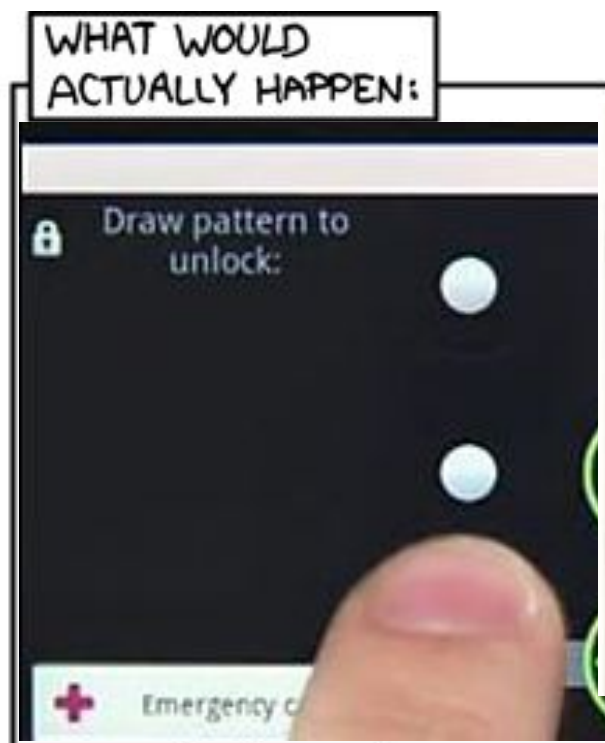 WHAT WOULD
ACTUALLY HAPPEN:
Draw pattern to
unlock:
Emergency c